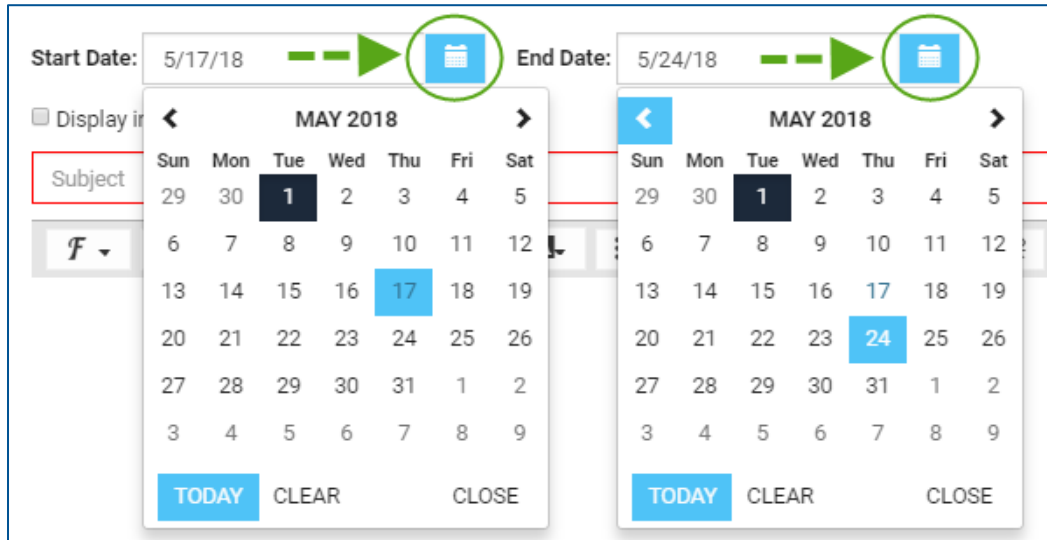 Start Date: 5/17/18 End Date: 5/24/18
Display
MAY 2018 MAY 2018
Subject
Sun Mon Tue Wed Thu Fri Sat Sun Mon Tue Wed Thu Fri Sat
29 30 1 2 3 4 5 29 30 1 2 3 4 5
F
6 7 8 9 10 11 12 6 7 8 9 10 11 12
13 14 15 16 17 18 19 13 14 15 16 17 18 19
20 21 22 23 24 25 26 20 21 22 23 24 25 26
27 28 29 30 31 1 2 27 28 29 30 31 1 2
3 4 5 6 7 8 9 3 4 5 6 7 8 9
TODAY CLEAR CLOSE TODAY CLEAR CLOSE